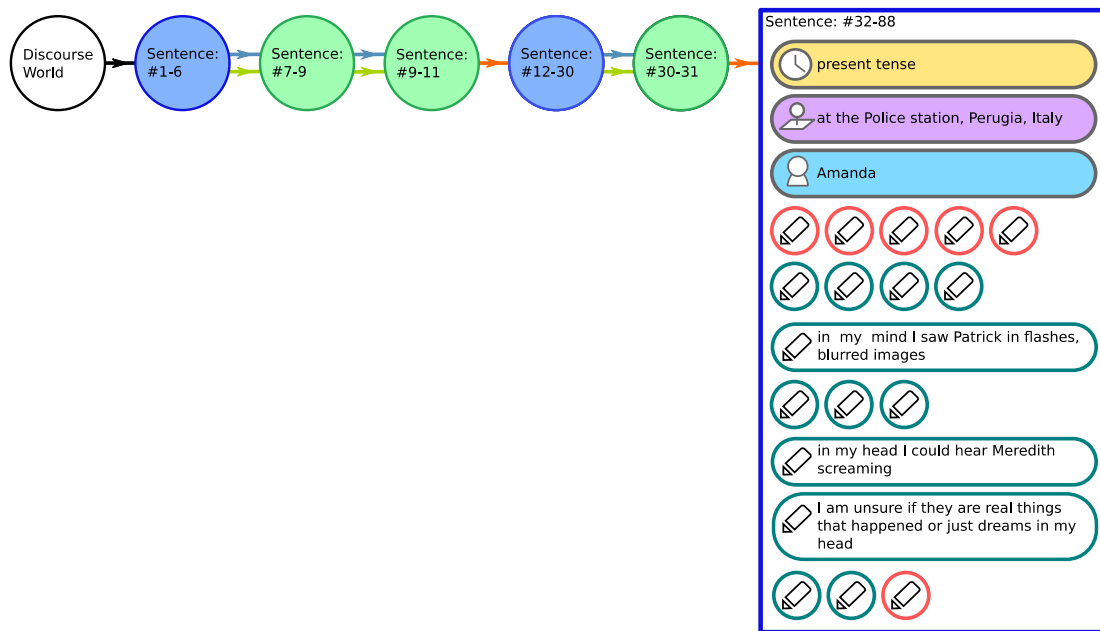 Discourse
World
Sentence:
#1-6
Sentence:
#7-9
Sentence:
#9-11
Sentence:
#12-30
Sentence:
#30-31
Sentence: #32-88
present tense
at the Police station, Perugia, Italy
Amanda
in my mind I saw Patrick in flashes,
blurred images
in my head I could hear Meredith
screaming
I am unsure if they are real things
that happened or just dreams in my
head